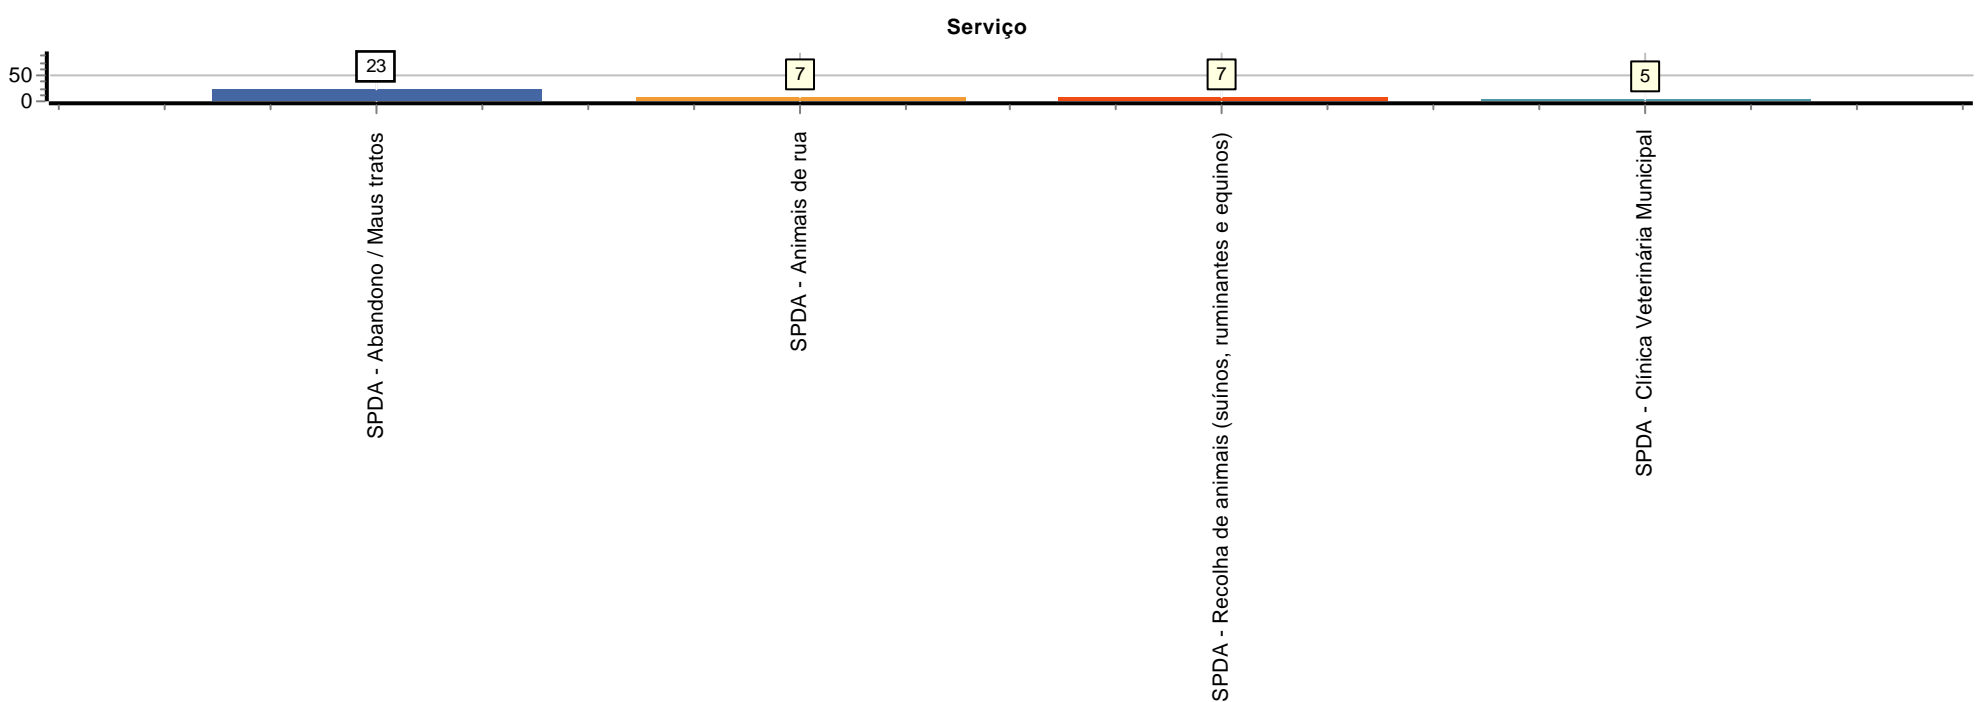 Serviço
50
0
23
7
7
5
SPDA - Abandono / Maus tratos
SPDA - Animais de rua
SPDA - Recolha de animais (suínos, ruminantes e equinos)
SPDA - Clínica Veterinária Municipal